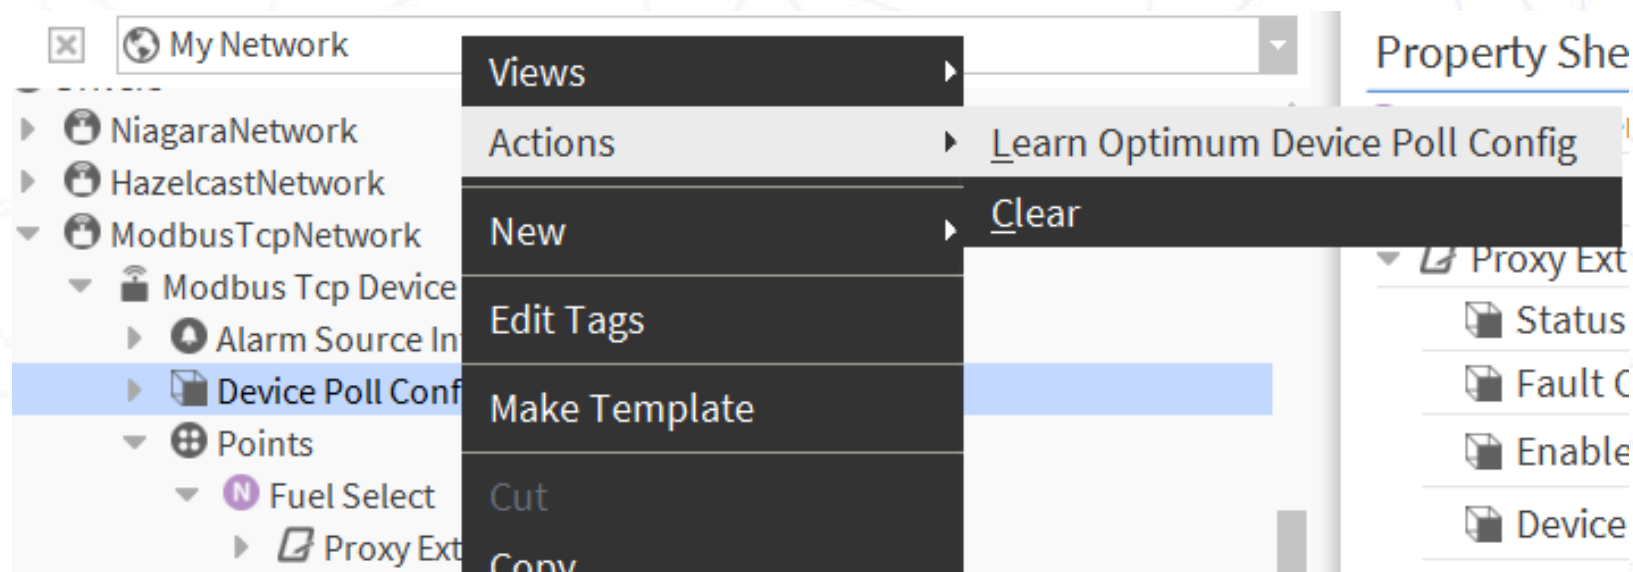 My Network
NiagaraNetwork
HazelcastNetwork
ModbusTcpNetwork
Modbus Tcp Device
Alarm Source In
Device Poll Conf
Points
N
Fuel Select
Proxy Ext
Views
Actions
New
Edit Tags
Make Template
Cut
Copy
Learn Optimum Device Poll Config
Clear
Property She
Proxy Ext
Status
Fault C
Enable
Device